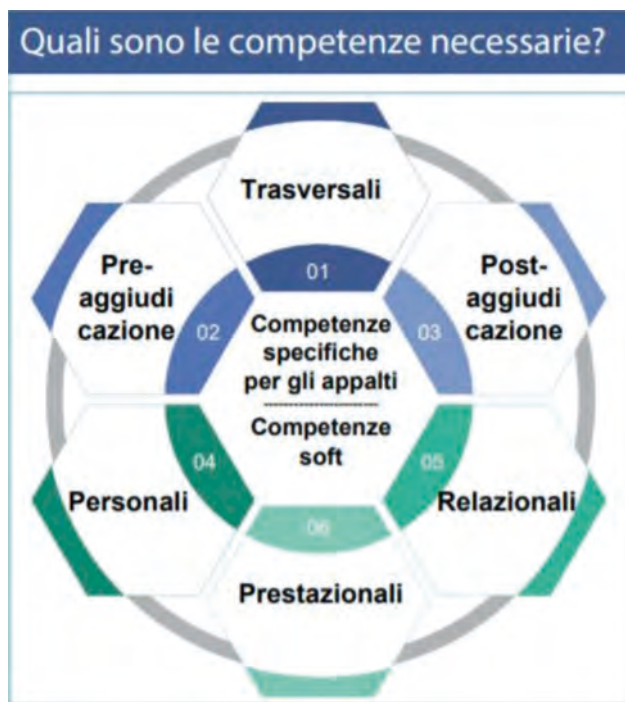 Quali sono le competenze necessarie?
Trasversali
01
Pre-
aggiudi
cazione
02
Post-
aggiudi
cazione
03
Competenze
specifiche
per gli appalti
Competenze
soft
04
Personali
05
Relazionali
06
Prestazionali